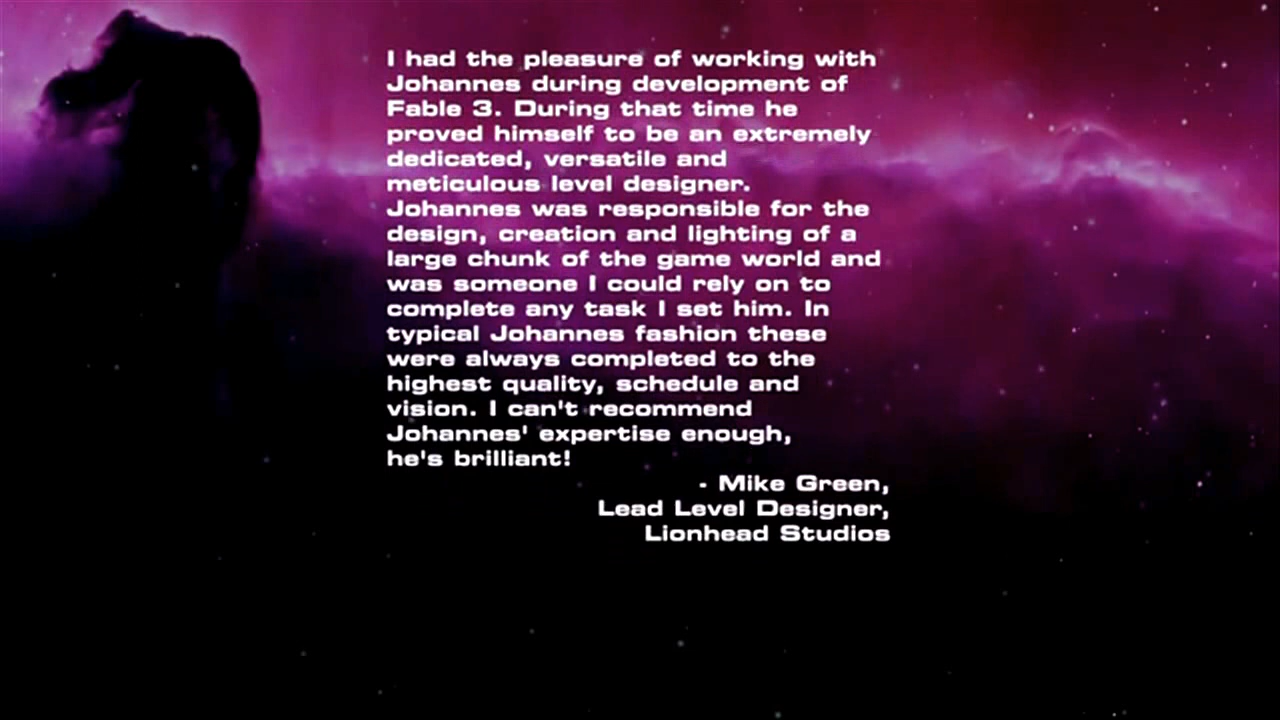 I had the pleasure of working with
Johannes during development of
Fable 3. During that time he
proved himself to be an extremely
dedicated, versatile and
meticulous level designer.
Johannes was responsible for the
design, creation and lighting of a
large chunk of the game world and
was someone I could rely on to
complete any task I set him. In
typical Johannes fashion these
were always completed to the
highest quality, schedule and
vision. I can't recommend
Johannes' expertise enough,
he's brilliant!
- Mike Green,
Lead Level Designer,
Lionhead Studios